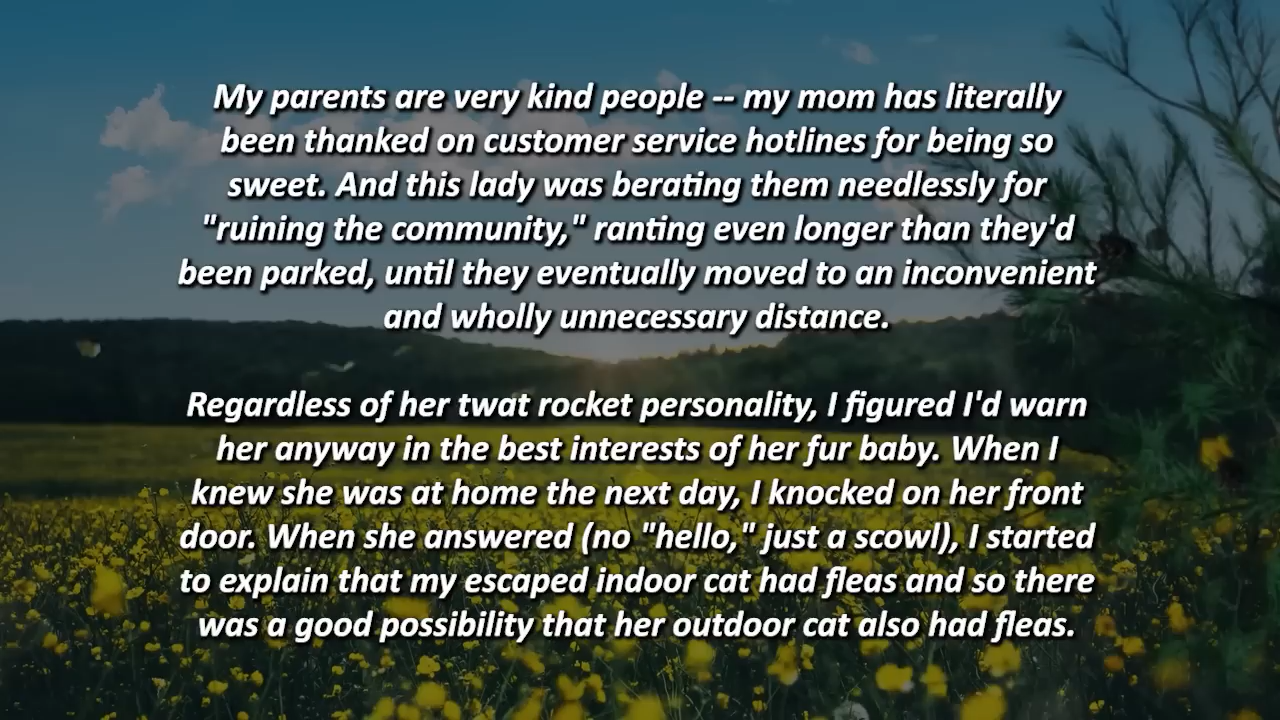 My parents are very kind people -- my mom has literally
been thanked on customer service hotlines for being so
sweet. And this lady was berating them needlessly for
"ruining the community," ranting even longer than they'd
been parked, until they eventually moved to an inconvenient
and wholly unnecessary distance.
Regardless of her twat rocket personality, I figured I'd warn
her anyway in the best interests of her fur baby. When I
knew she was at home the next day, I knocked on her front
door. When she answered (no "hello," just a scowl), I started
to explain that my escaped indoor cat had fleas and so there
was a good possibility that her outdoor cat also had fleas.